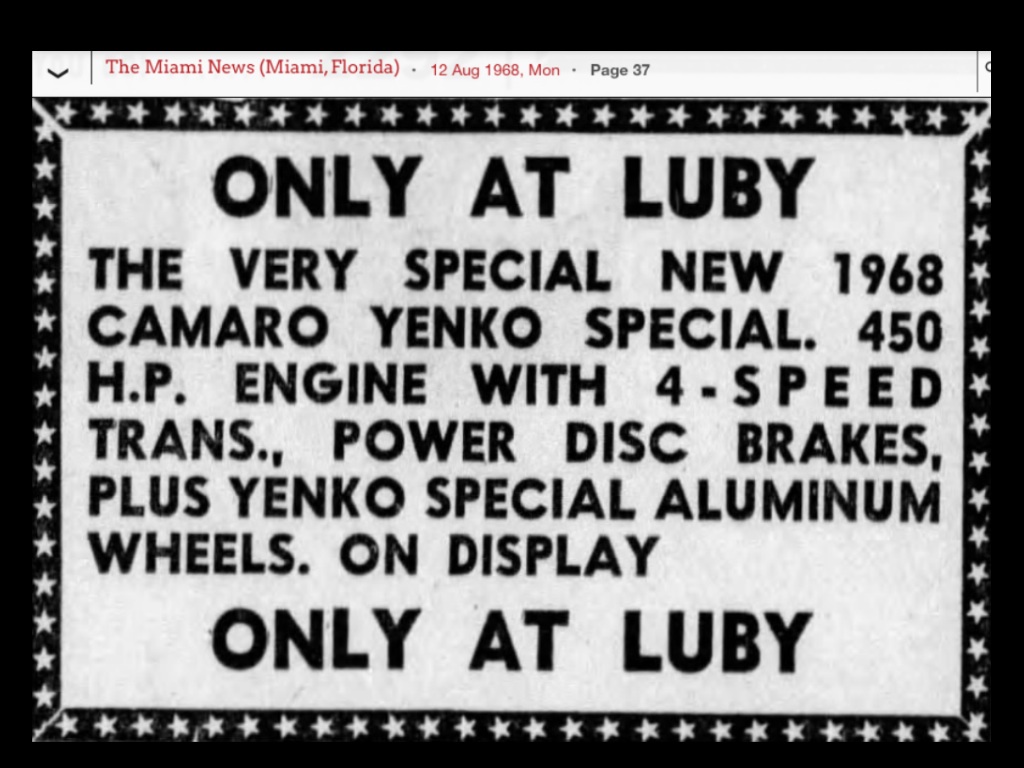 The Miami News (Miami, Florida) · 12 Aug 1968, Mon · Page 37
ONLY AT LUBY
THE VERY SPECIAL NEW 1968
CAMARO YENKO SPECIAL. 450
H.P. ENGINE WITH 4-SPEED
TRANS., POWER DISC BRAKES,
PLUS YENKO SPECIAL ALUMINUM
WHEELS. ON DISPLAY
ONLY AT LUBY